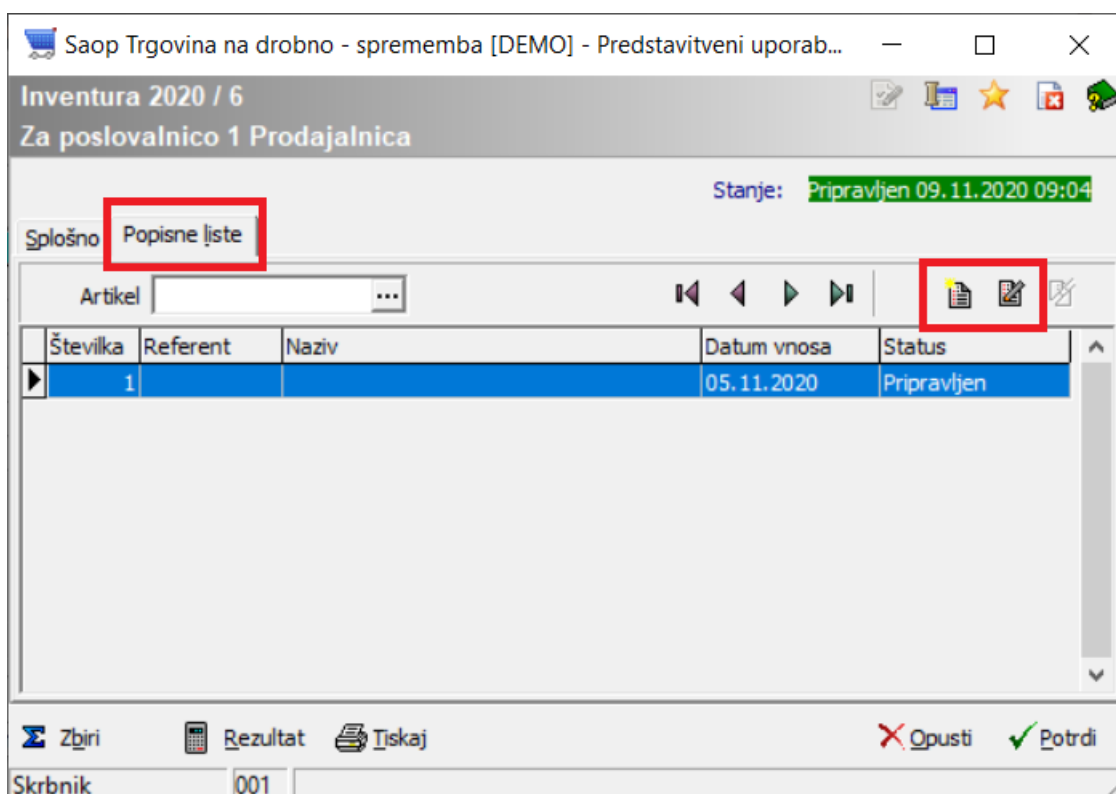 Saop Trgovina na drobno - sprememba [DEMO] - Predstavitveni uporab...
Inventura 2020 / 6
Za poslovalnico 1 Prodajalnica
Stanje: Pripravljen 09.11.2020 09:04
Splošno Popisne liste
Artikel ...
Številka Referent Naziv Datum vnosa Status
1 05.11.2020 Pripravljen
Zbiri Rezultat Tiskaj Opusti Potrdi
Skrbnik 001